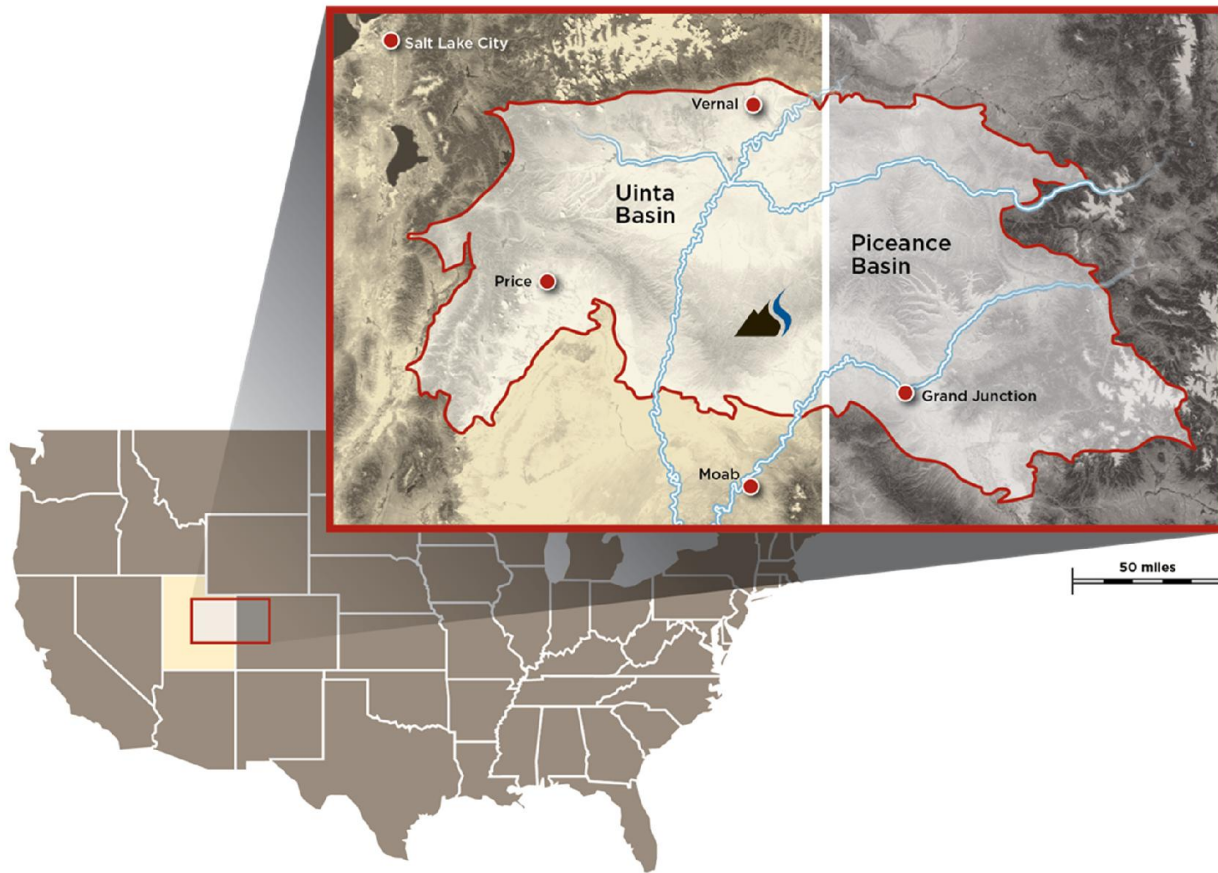 Salt Lake City
Vernal
Uinta
Basin
Piceance
Basin
Price
Grand Junction
Moab
50 miles